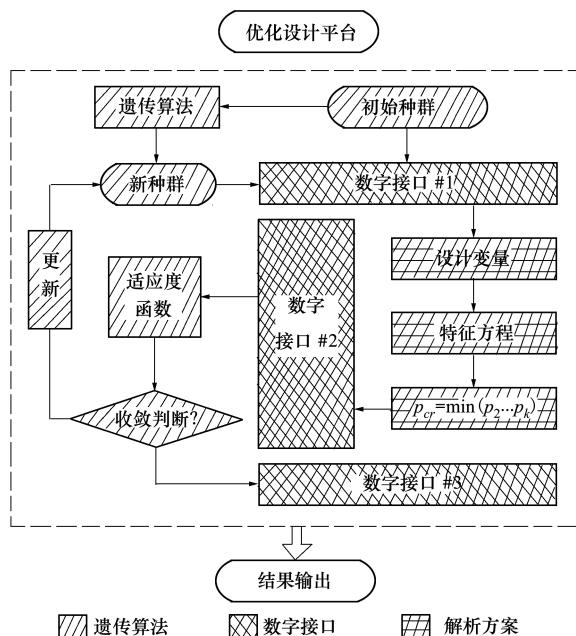 优化设计平台
遗传算法
初始种群
新种群
数字接口 #1
更新
适应度
函数
数字
接口 #2
设计变量
特征方程
p_cr=min(p_2...p_k)
收敛判断?
数字接口 #3
结果输出
遗传算法
数字接口
解析方案